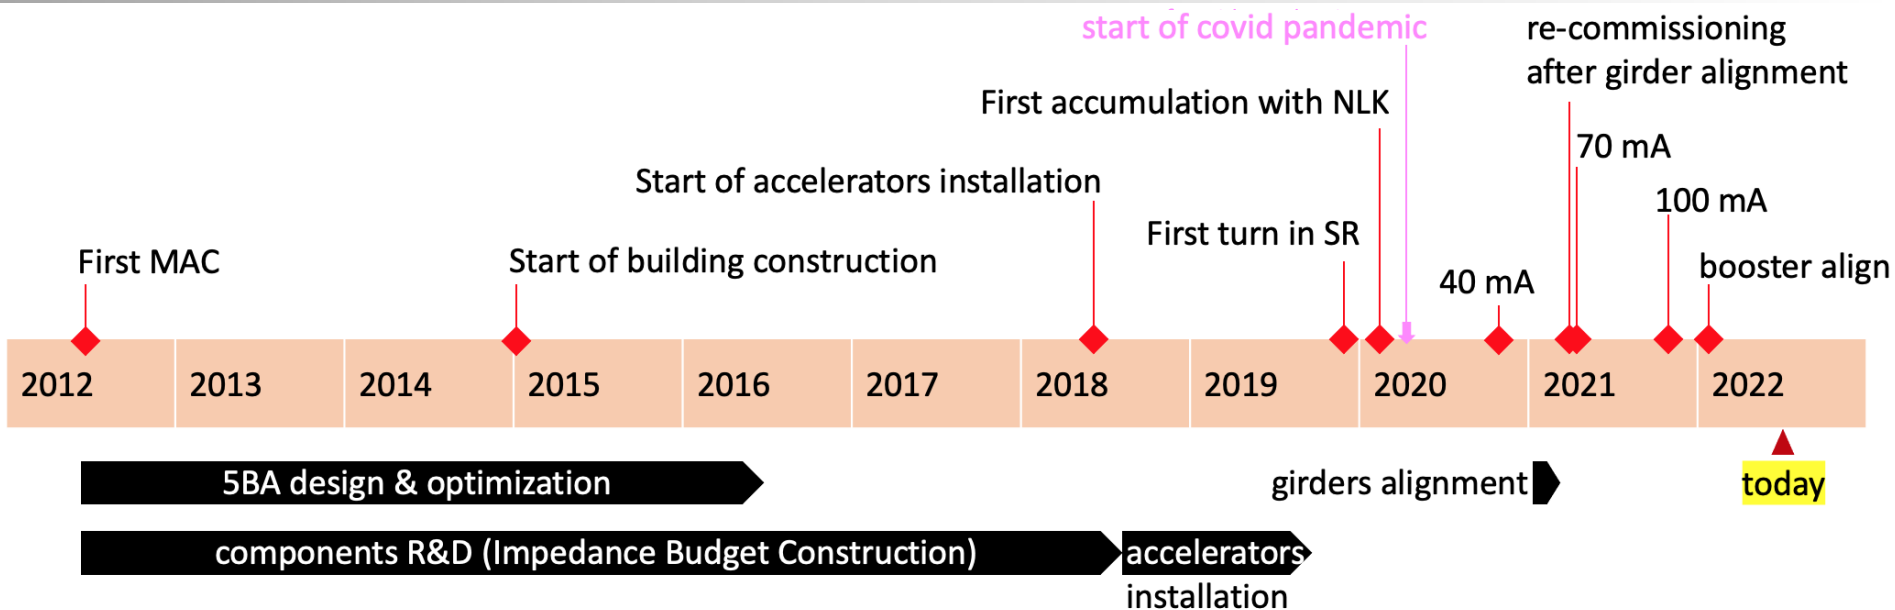 start of covid pandemic
re-commissioning
after girder alignment
First accumulation with NLK
70 mA
Start of accelerators installation
100 mA
First turn in SR
First MAC
Start of building construction
40 mA
booster align
2012 2013 2014 2015 2016 2017 2018 2019 2020 2021 2022
5BA design & optimization
girders alignment
today
components R&D (Impedance Budget Construction)
accelerators
installation